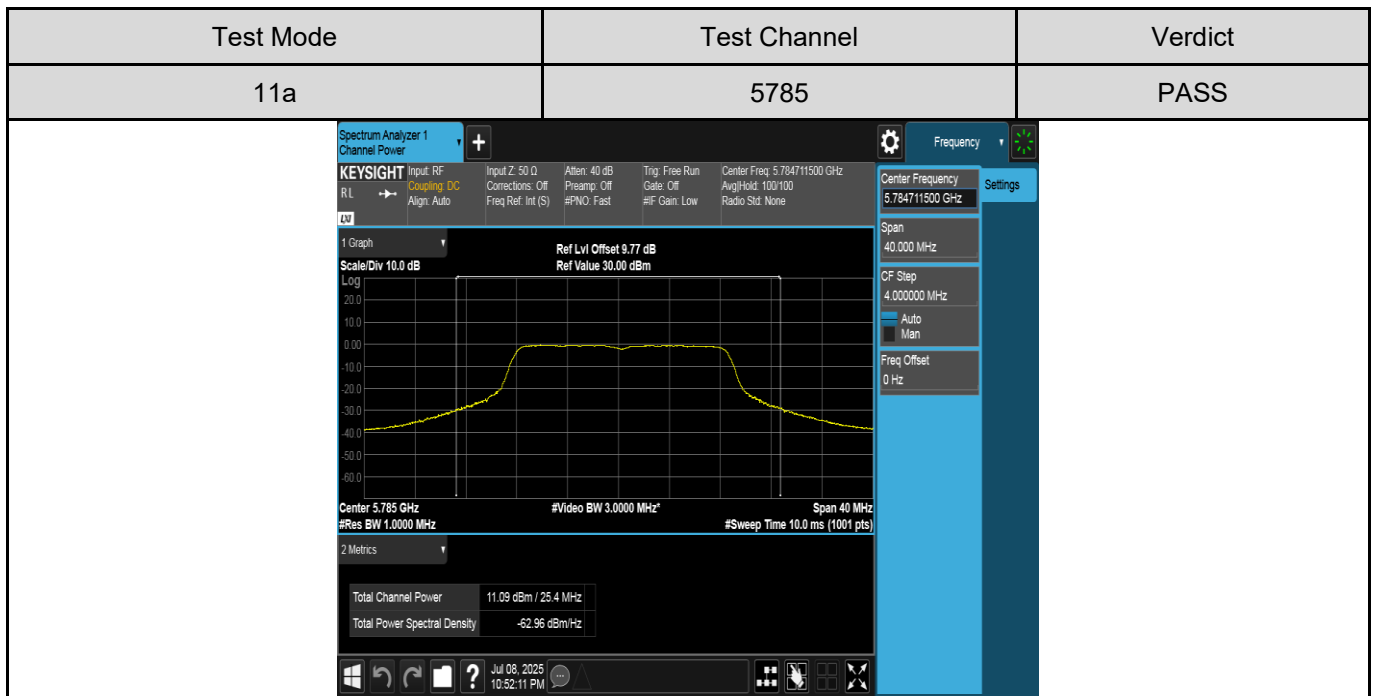 Test Mode Test Channel Verdict
11a 5785 PASS
Spectrum Analyzer 1
Channel Power
+
Frequency
KEYSIGHT Input: RF Input Z: 50 Ω Atten: 40 dB Trig: Free Run Center Freq: 5.784711500 GHz
RL Coupling: DC Corrections: Off Preamp: Off Gate: Off Avg|Hold: 100/100
Align: Auto Freq Ref: Int (S) #PNO: Fast #IF Gain: Low Radio Std: None
LXI
Center Frequency
5.784711500 GHz
Settings
Span
40.000 MHz
CF Step
4.000000 MHz
Auto
Man
Freq Offset
0 Hz
1 Graph
Ref Lvl Offset 9.77 dB
Scale/Div 10.0 dB Ref Value 30.00 dBm
Log
20.0
10.0
0.00
-10.0
-20.0
-30.0
-40.0
-50.0
-60.0
Center 5.785 GHz #Video BW 3.0000 MHz* Span 40 MHz
#Res BW 1.0000 MHz #Sweep Time 10.0 ms (1001 pts)
2 Metrics
Total Channel Power 11.09 dBm / 25.4 MHz
Total Power Spectral Density -62.96 dBm/Hz
? Jul 08, 2025
10:52:11 PM